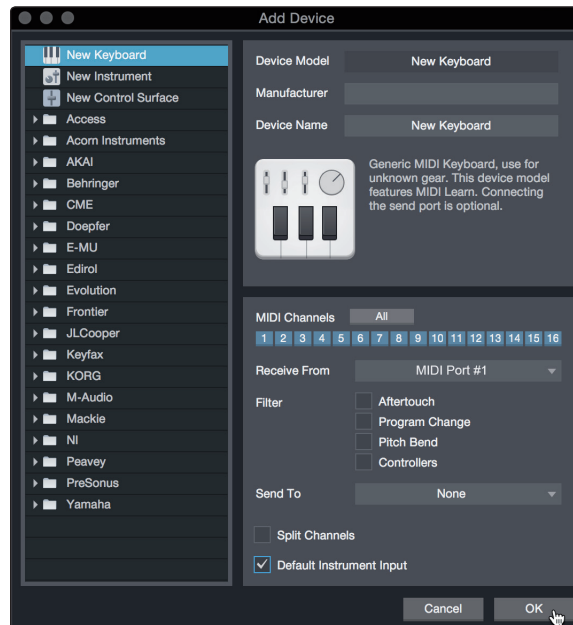 Add Device
New Keyboard
New Instrument
New Control Surface
Access
Acorn Instruments
AKAI
Behringer
CME
Doepfer
E-MU
Edirol
Evolution
Frontier
JLCooper
Keyfax
KORG
M-Audio
Mackie
NI
Peavey
PreSonus
Yamaha
Device Model New Keyboard
Manufacturer
Device Name New Keyboard
Generic MIDI Keyboard, use for
unknown gear. This device model
features MIDI Learn. Connecting
the send port is optional.
MIDI Channels All
1 2 3 4 5 6 7 8 9 10 11 12 13 14 15 16
Receive From MIDI Port #1
Filter Aftertouch
Program Change
Pitch Bend
Controllers
Send To None
Split Channels
Default Instrument Input
Cancel OK